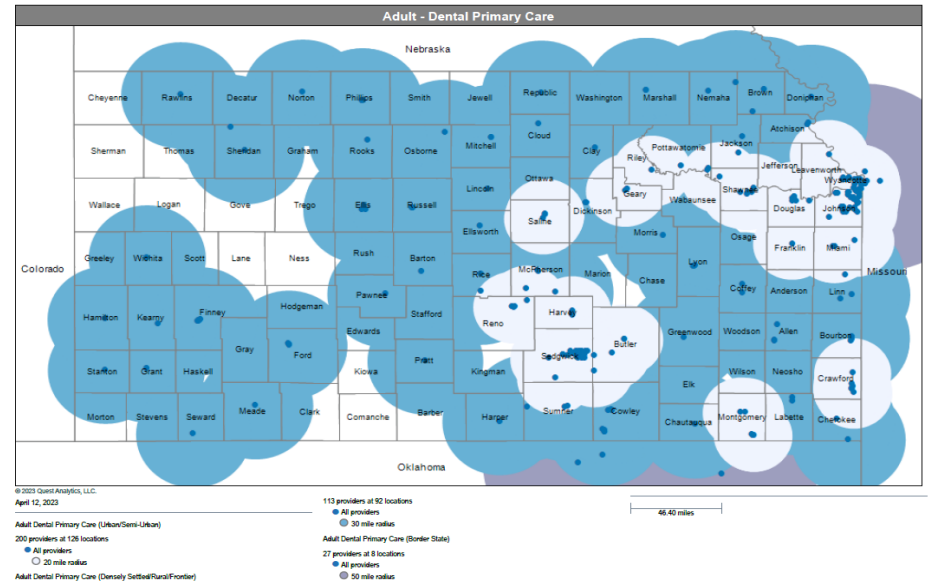 Adult - Dental Primary Care
Nebraska
Cheyenne Rawlins Decatur Norton Phillips Smith Jewell Republic Washington Marshall Nemaha Brown Doniphan
Atchison
Sherman Thomas Sheridan Graham Rooks Osborne Mitchell Cloud Clay Riley Pottawatomie Jackson
Jefferson Leavenworth
Lincoln Ottawa Geary Wabaunsee Shawnee Wyandotte
Wallace Logan Gove Trego Ellis Russell Saline Dickinson Douglas Johnson
Ellsworth Morris Osage Franklin Miami
Greeley Wichita Scott Lane Ness Rush Barton
Colorado Missouri
Rice McPherson Marion Chase Lyon Coffey Anderson Linn
Pawnee
Hamilton Kearny Finney Hodgeman Stafford Reno Harvey
Edwards Greenwood Woodson Allen Bourbon
Gray Ford Sedgwick Butler
Stanton Grant Haskell Kiowa Pratt Kingman Wilson Neosho Crawford
Elk
Morton Stevens Seward Meade Clark Comanche Barber Harper Sumner Cowley Chautauqua Montgomery Labette Cherokee
Oklahoma
© 2023 Quest Analytics, LLC.
April 12, 2023
Adult Dental Primary Care (Urban/Semi-Urban)
200 providers at 126 locations
All providers
20 mile radius
Adult Dental Primary Care (Densely Settled/Rural/Frontier)
113 providers at 92 locations
All providers
30 mile radius
Adult Dental Primary Care (Border State)
27 providers at 8 locations
All providers
50 mile radius
46.40 miles